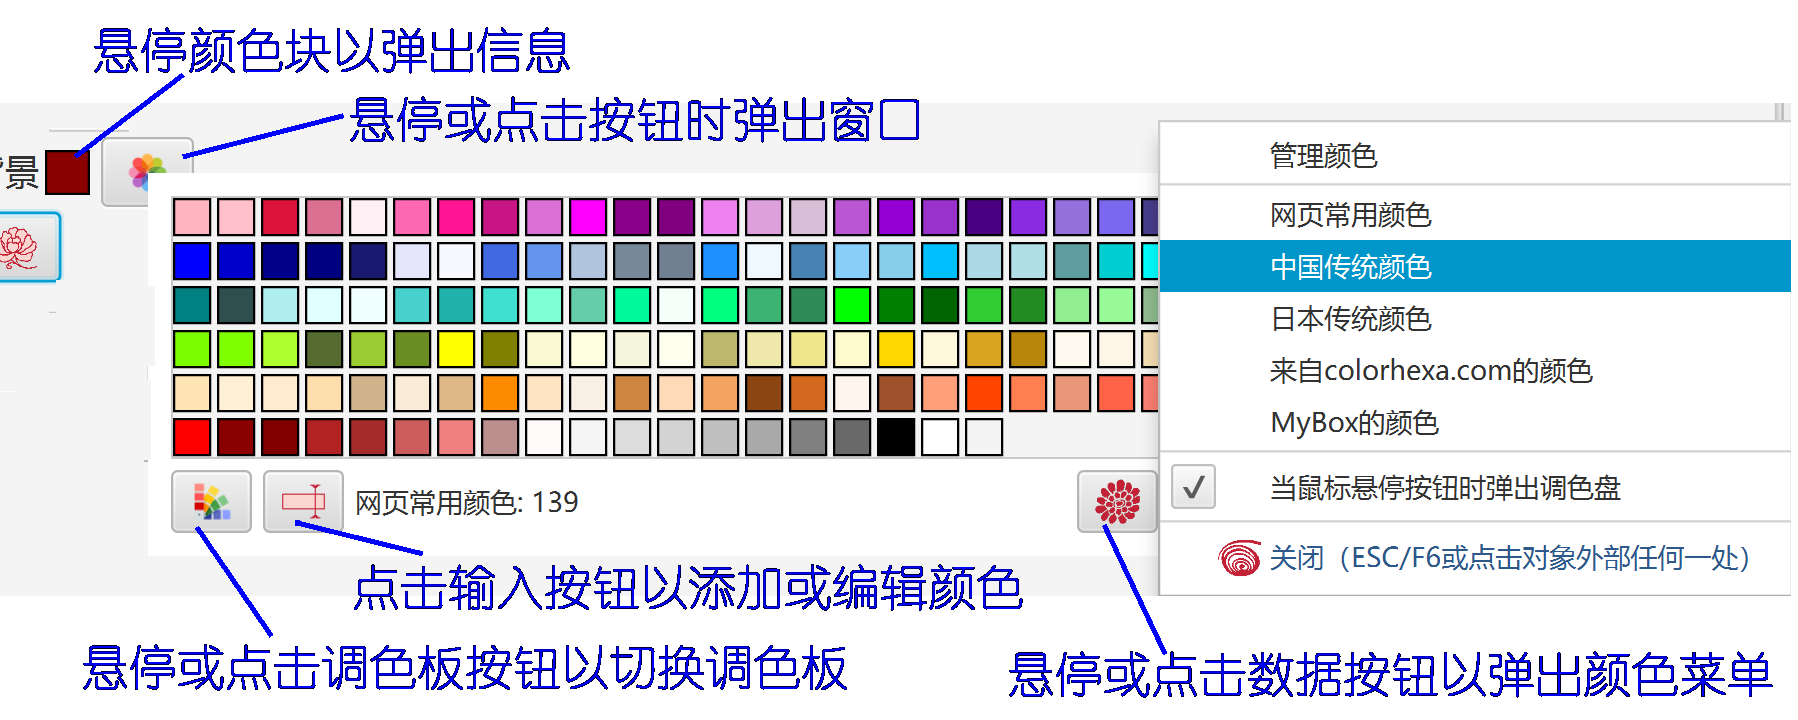 悬停颜色块以弹出信息
悬停或点击按钮时弹出窗口
景
管理颜色
网页常用颜色
中国传统颜色
日本传统颜色
来自colorhexa.com的颜色
MyBox的颜色
当鼠标悬停按钮时弹出调色盘
关闭（ESC/F6或点击对象外部任何一处）
网页常用颜色: 139
点击输入按钮以添加或编辑颜色
悬停或点击调色板按钮以切换调色板
悬停或点击数据按钮以弹出颜色菜单